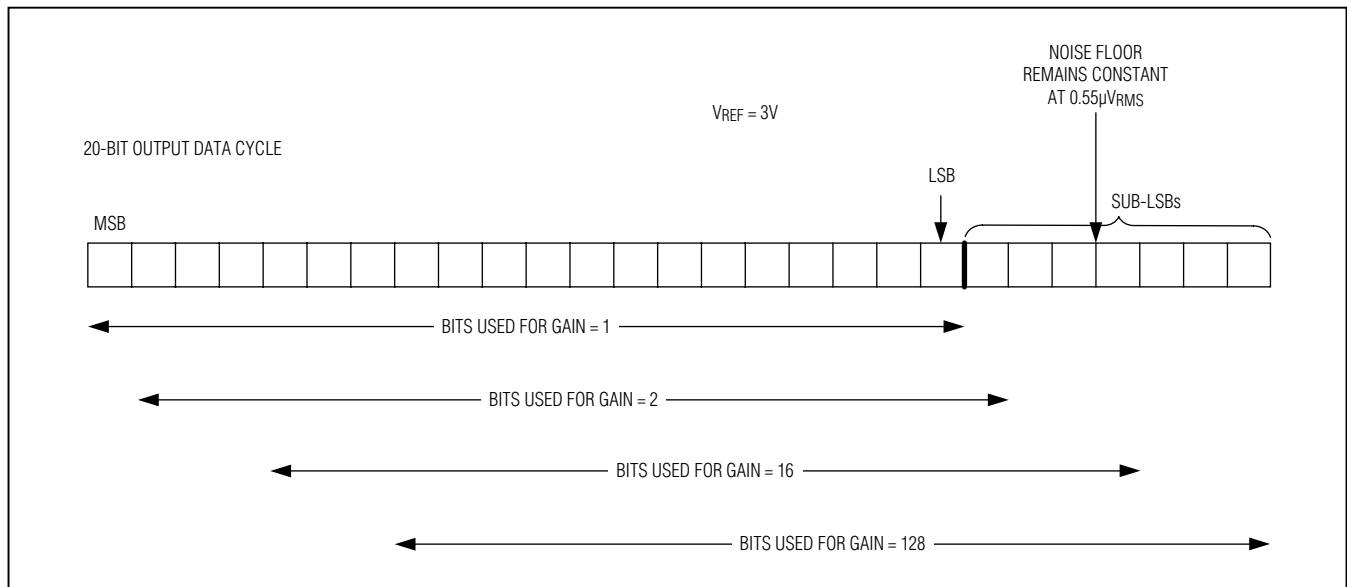 NOISE FLOOR
REMAINS CONSTANT
AT 0.55µVRMS
VREF = 3V
20-BIT OUTPUT DATA CYCLE
LSB
SUB-LSBs
MSB
BITS USED FOR GAIN = 1
BITS USED FOR GAIN = 2
BITS USED FOR GAIN = 16
BITS USED FOR GAIN = 128